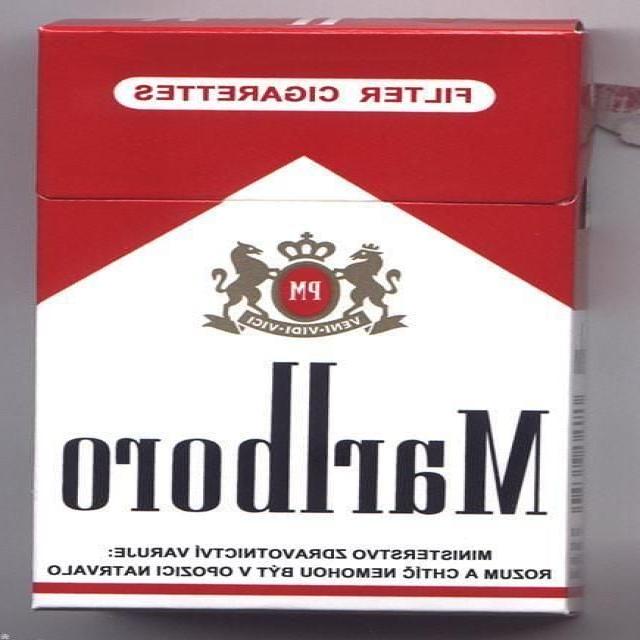 FILTER CIGARETTES
PM
VENI·VIDI·VICI
Marlboro
MINISTERSTVO ZDRAVOTNICTVÍ VARUJE:
ROZUM A CHTÍČ NEMOHOU BÝT V OPOZICI NATRVALO